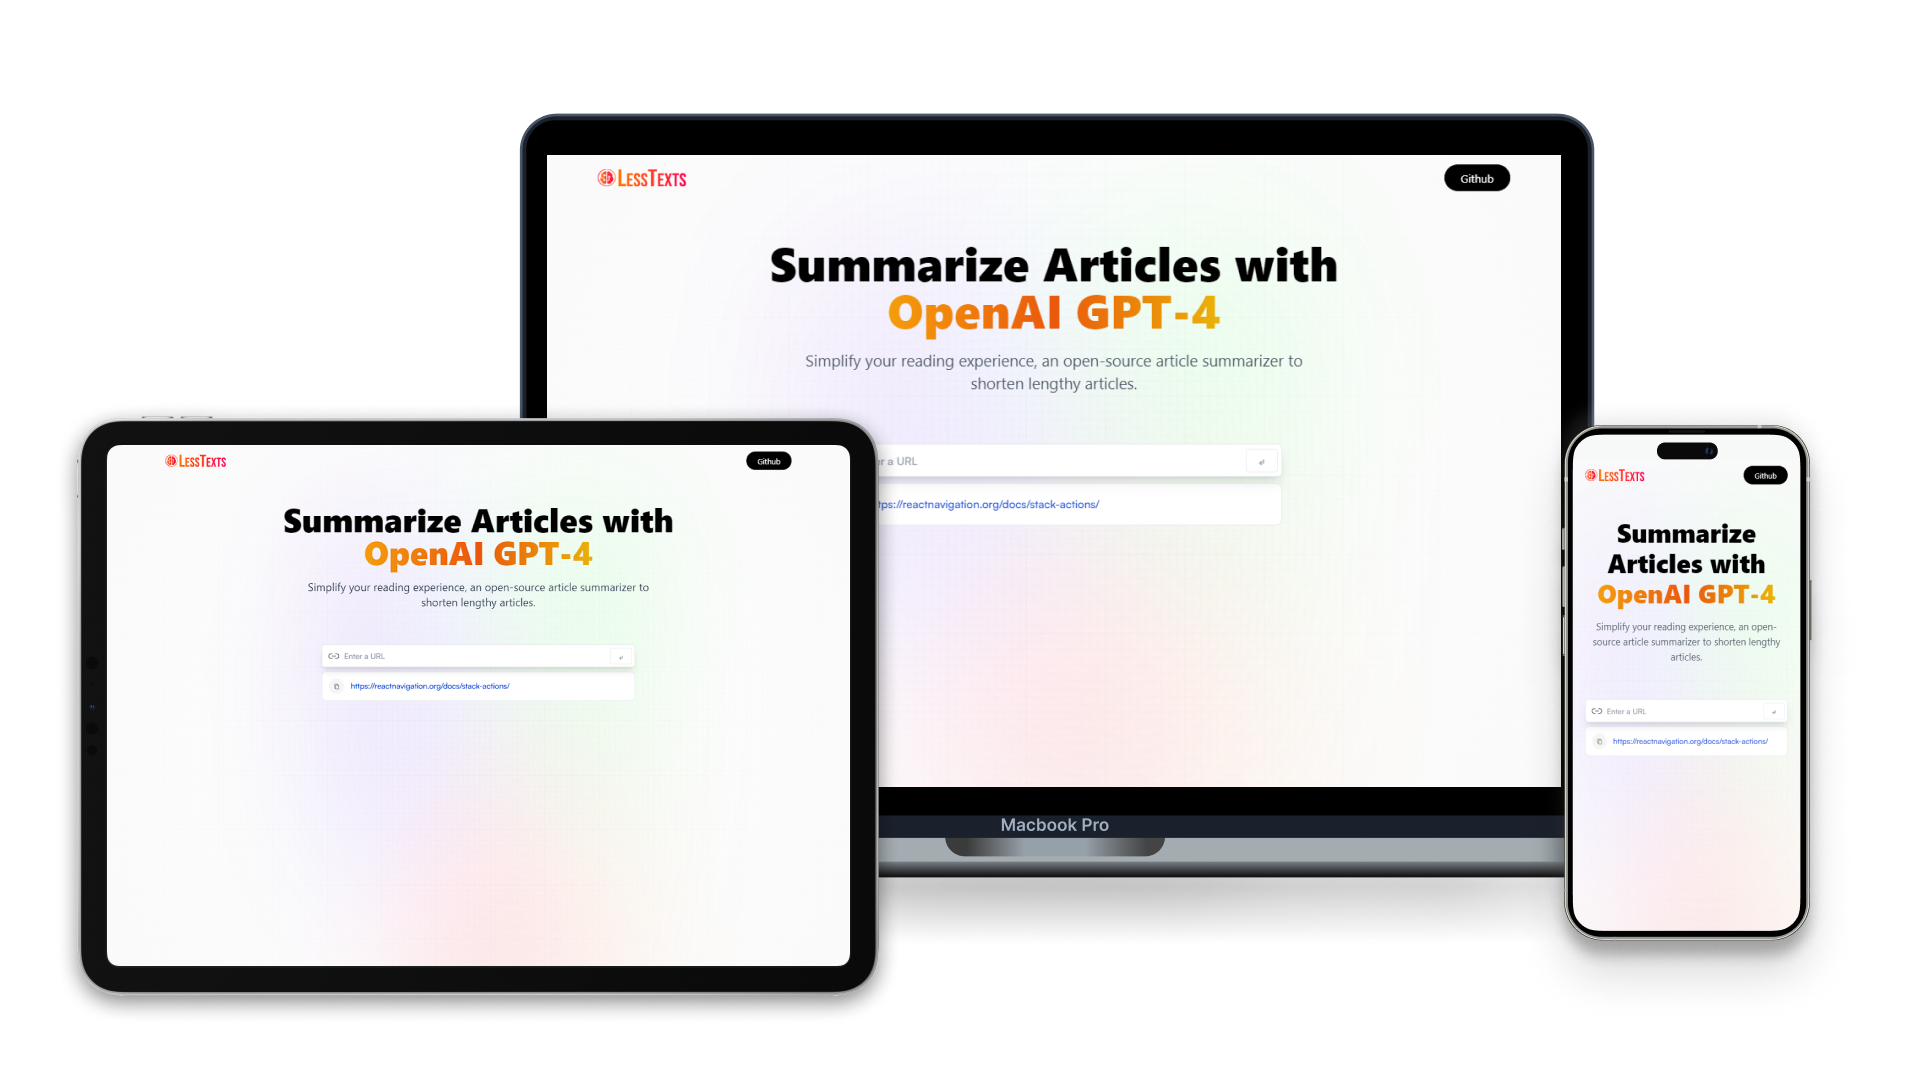 LESSTEXTS
Github
Summarize Articles with
OpenAI GPT-4
Simplify your reading experience, an open-source article summarizer to
shorten lengthy articles.
er a URL
tps://reactnavigation.org/docs/stack-actions/
Macbook Pro
LESSTEXTS
Github
Summarize Articles with
OpenAI GPT-4
Simplify your reading experience, an open-source article summarizer to
shorten lengthy articles.
Enter a URL
https://reactnavigation.org/docs/stack-actions/
LESSTEXTS
Github
Summarize
Articles with
OpenAI GPT-4
Simplify your reading experience, an open-
source article summarizer to shorten lengthy
articles.
Enter a URL
https://reactnavigation.org/docs/stack-actions/